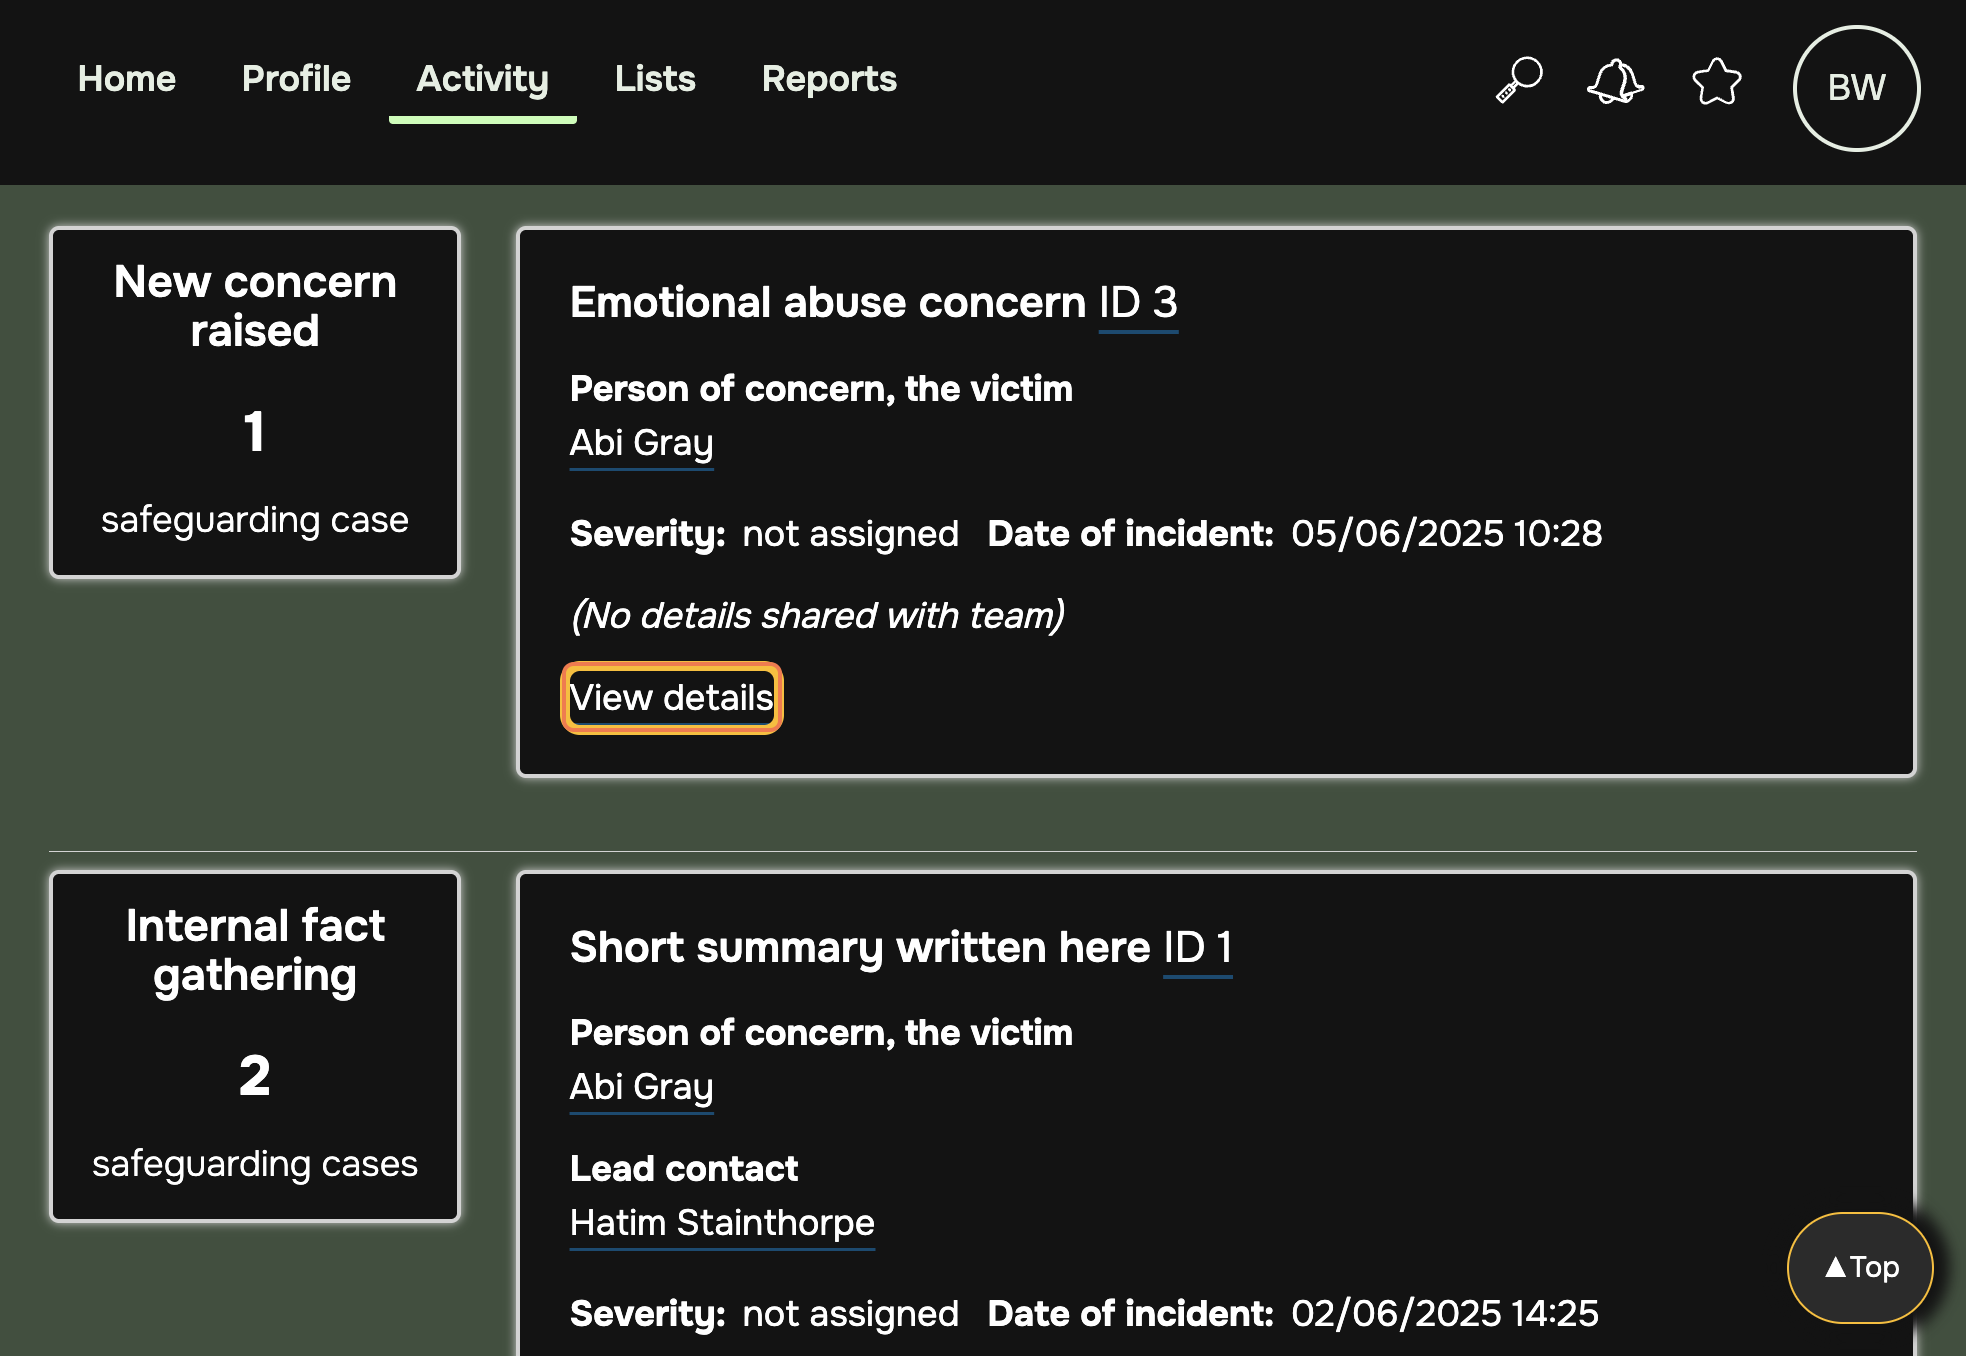 Home Profile Activity Lists Reports BW
New concern
raised
1
safeguarding case
Emotional abuse concern ID 3
Person of concern, the victim
Abi Gray
Severity: not assigned Date of incident: 05/06/2025 10:28
(No details shared with team)
View details
Internal fact
gathering
2
safeguarding cases
Short summary written here ID 1
Person of concern, the victim
Abi Gray
Lead contact
Hatim Stainthorpe
Severity: not assigned Date of incident: 02/06/2025 14:25
▲Top